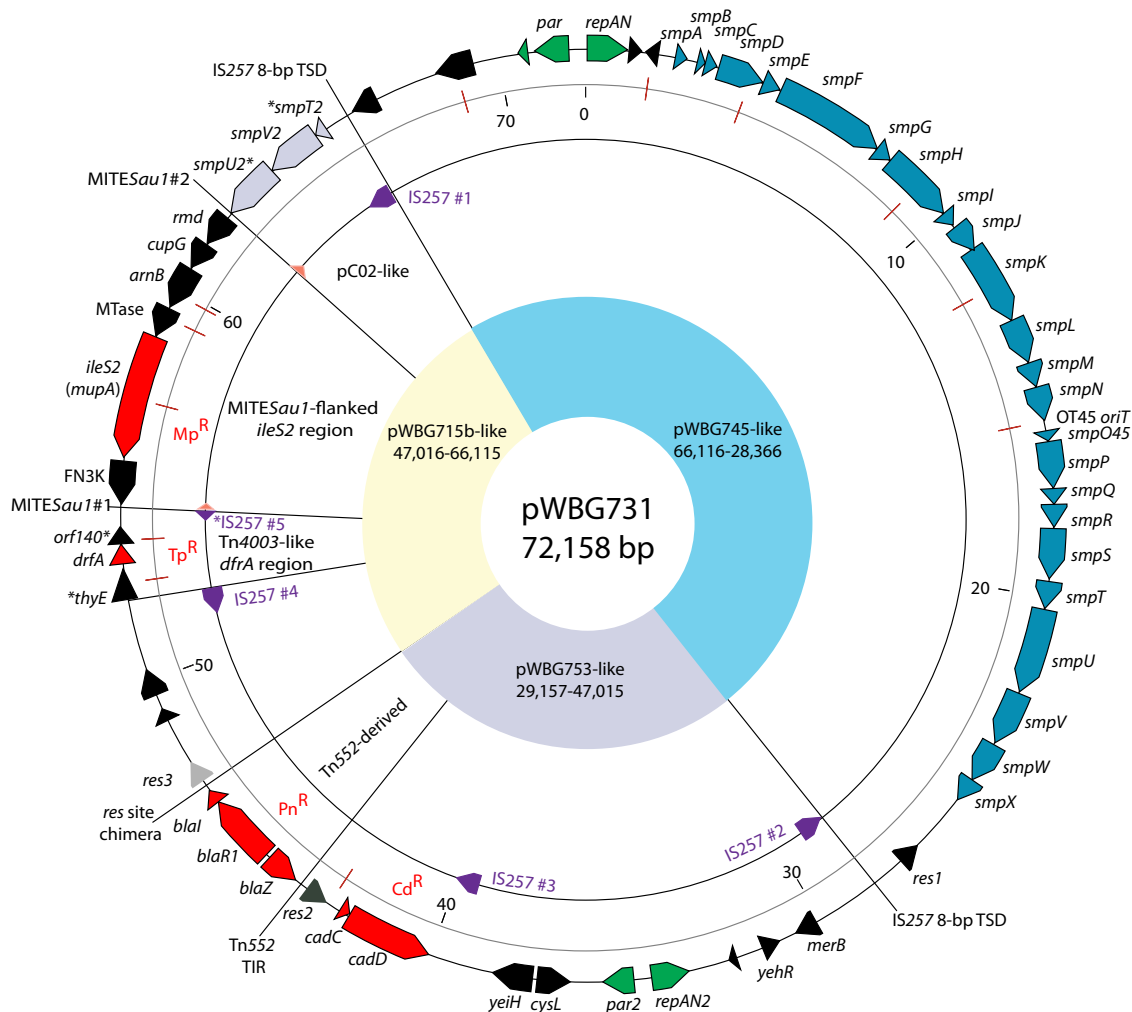 par
repAN
smpA
smpB
smpC
smpD
smpE
smpF
smpG
smpH
smpI
smpJ
smpK
smpL
smpM
smpN
OT45 oriT
smpO45
smpP
smpQ
smpR
smpS
smpT
smpU
smpV
smpW
smpX
res1
IS257 8-bp TSD
merB
yehR
repAN2
par2
cysL
yeiH
cadD
cadC
res2
Tn552
TIR
blaZ
blaR1
blaI
res site
chimera
res3
*thyE
drfA
orf140*
MITESau1#1
FN3K
ileS2
(mupA)
MTase
arnB
cupG
rmd
MITESau1#2
smpU2*
smpV2
*smpT2
IS257 8-bp TSD
0
10
20
30
40
50
60
70
IS257 #1
IS257 #2
IS257 #3
IS257 #4
*IS257 #5
Tn4003-like
dfrA region
pC02-like
MITESau1-flanked
ileS2 region
Tn552-derived
Mp^R
Tp^R
Pn^R
Cd^R
pWBG715b-like
47,016-66,115
pWBG745-like
66,116-28,366
pWBG753-like
29,157-47,015
pWBG731
72,158 bp